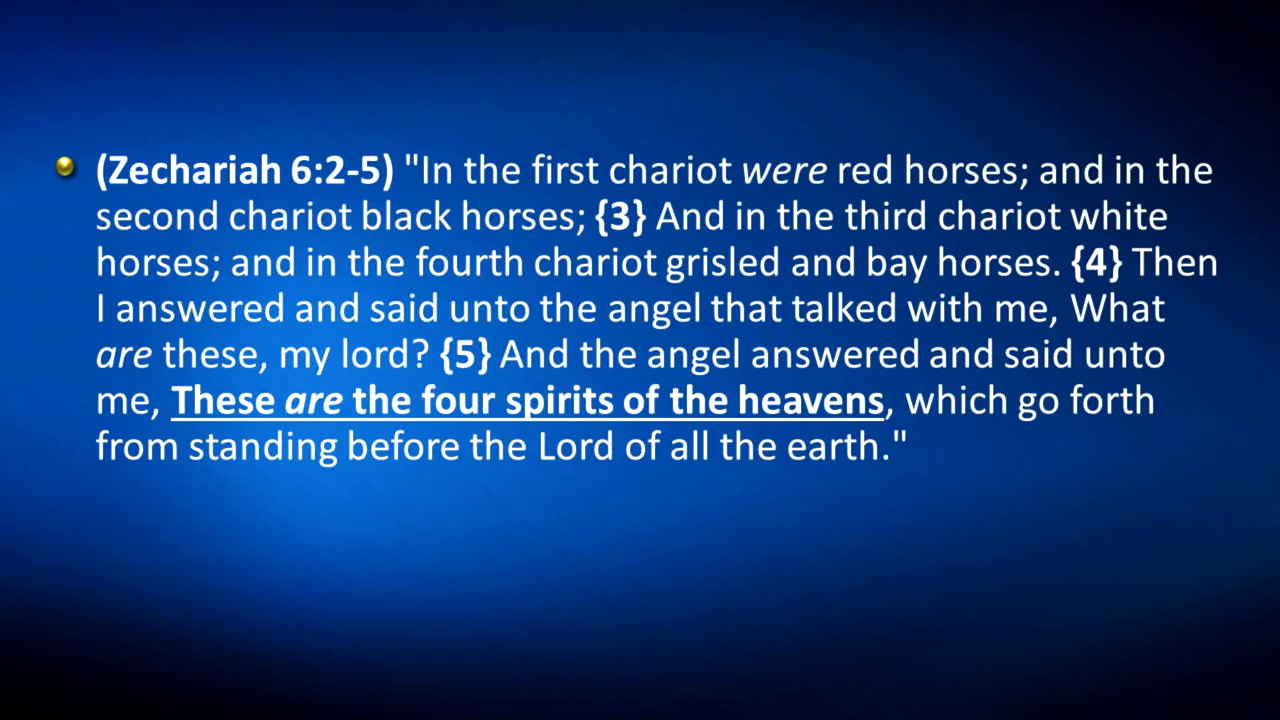 (Zechariah 6:2-5) "In the first chariot were red horses; and in the
second chariot black horses; {3} And in the third chariot white
horses; and in the fourth chariot grisled and bay horses. {4} Then
I answered and said unto the angel that talked with me, What
are these, my lord? {5} And the angel answered and said unto
me, These are the four spirits of the heavens, which go forth
from standing before the Lord of all the earth."